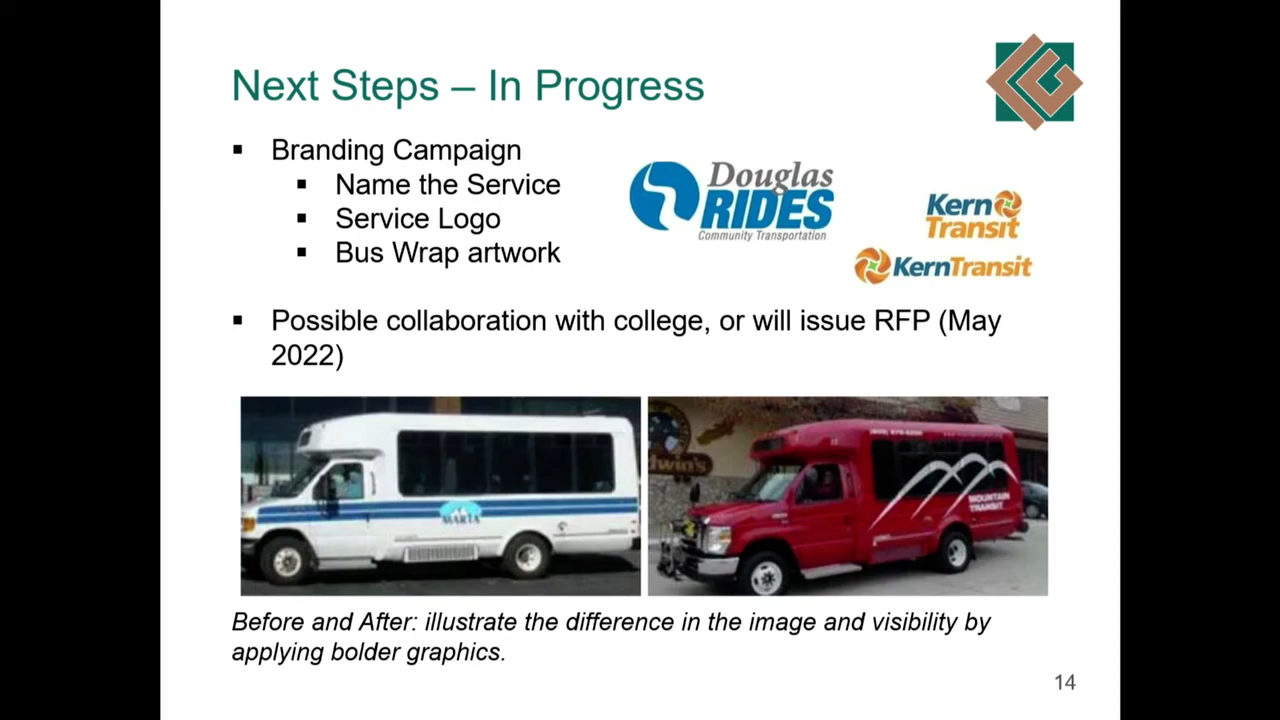 Next Steps – In Progress
▪ Branding Campaign
▪ Name the Service
▪ Service Logo
▪ Bus Wrap artwork
Douglas
RIDES
Community Transportation
Kern
Transit
KernTransit
▪ Possible collaboration with college, or will issue RFP (May
2022)
MARTA
MOUNTAIN
TRANSIT
Before and After: illustrate the difference in the image and visibility by
applying bolder graphics.
14